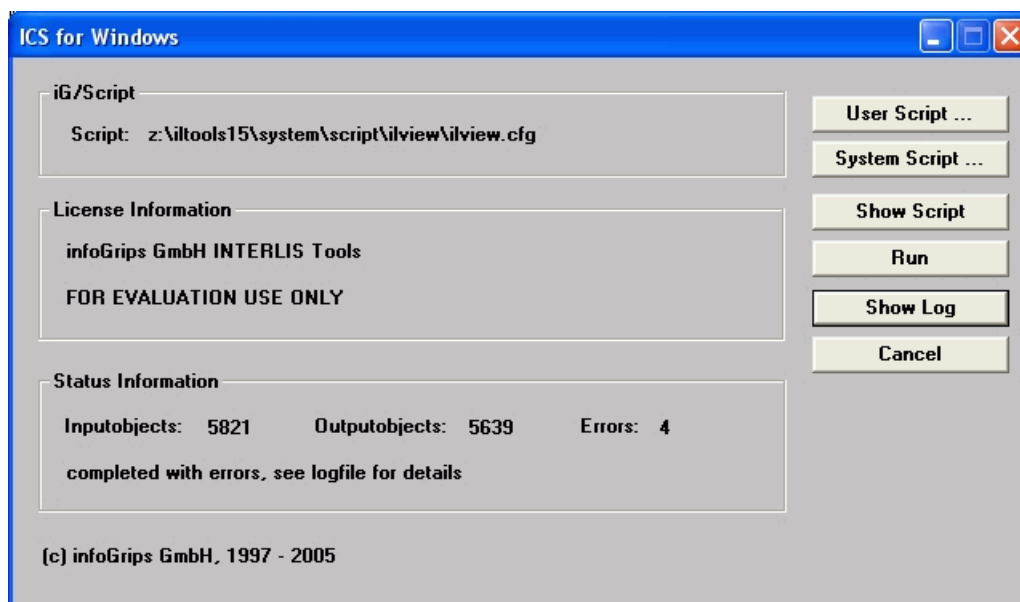 ICS for Windows
iG/Script
Script: z:\iltools15\system\script\ilview\ilview.cfg
User Script ...
System Script ...
License Information
infoGrips GmbH INTERLIS Tools
FOR EVALUATION USE ONLY
Show Script
Run
Show Log
Cancel
Status Information
Inputobjects: 5821 Outputobjects: 5639 Errors: 4
completed with errors, see logfile for details
(c) infoGrips GmbH, 1997 - 2005